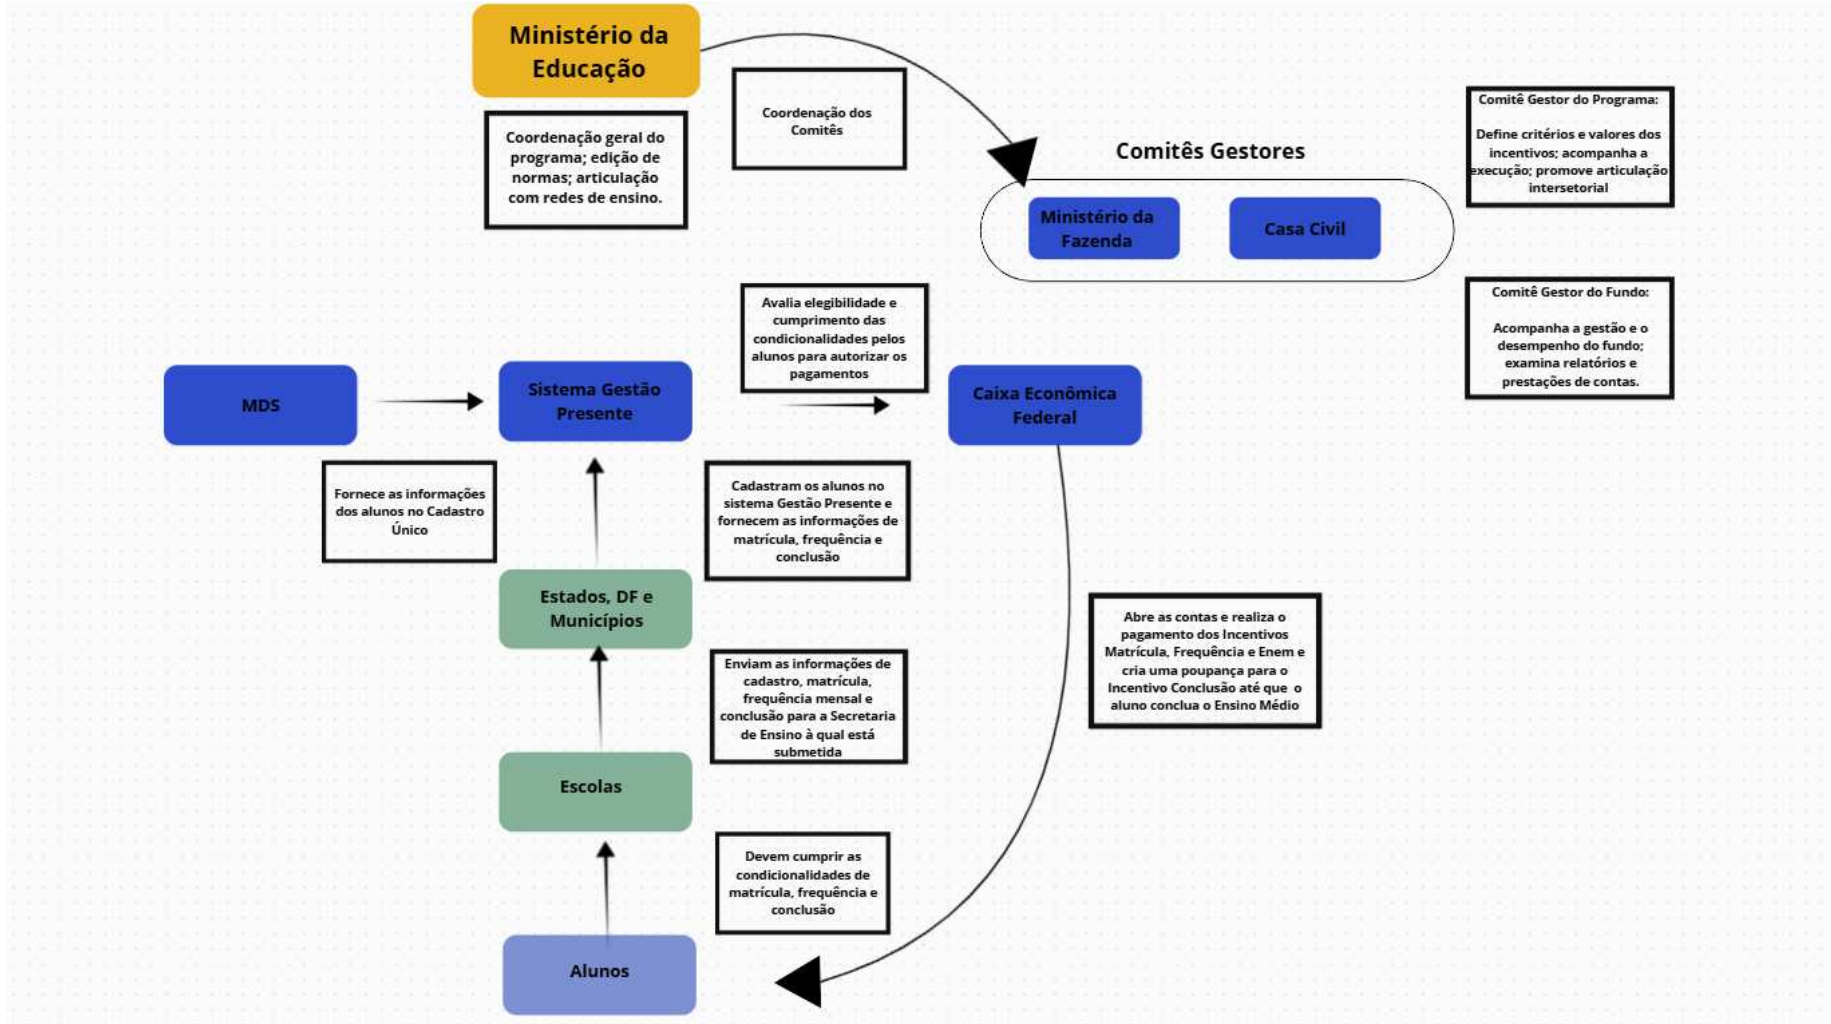 Ministério da
Educação
Coordenação geral do
programa; edição de
normas; articulação
com redes de ensino.
Coordenação dos
Comitês
Comitês Gestores
Ministério da
Fazenda
Casa Civil
Comitê Gestor do Programa:
Define critérios e valores dos
incentivos; acompanha a
execução; promove articulação
intersetorial
Comitê Gestor do Fundo:
Acompanha a gestão e o
desempenho do fundo;
examina relatórios e
prestações de contas.
Avalia elegibilidade e
cumprimento das
condicionalidades pelos
alunos para autorizar os
pagamentos
MDS
Sistema Gestão
Presente
Caixa Econômica
Federal
Fornece as informações
dos alunos no Cadastro
Único
Cadastram os alunos no
sistema Gestão Presente e
fornecem as informações de
matrícula, frequência e
conclusão
Estados, DF e
Municípios
Abre as contas e realiza o
pagamento dos Incentivos
Matrícula, Frequência e Enem e
cria uma poupança para o
Incentivo Conclusão até que o
aluno conclua o Ensino Médio
Enviam as informações de
cadastro, matrícula,
frequência mensal e
conclusão para a Secretaria
de Ensino à qual está
submetida
Escolas
Devem cumprir as
condicionalidades de
matrícula, frequência e
conclusão
Alunos